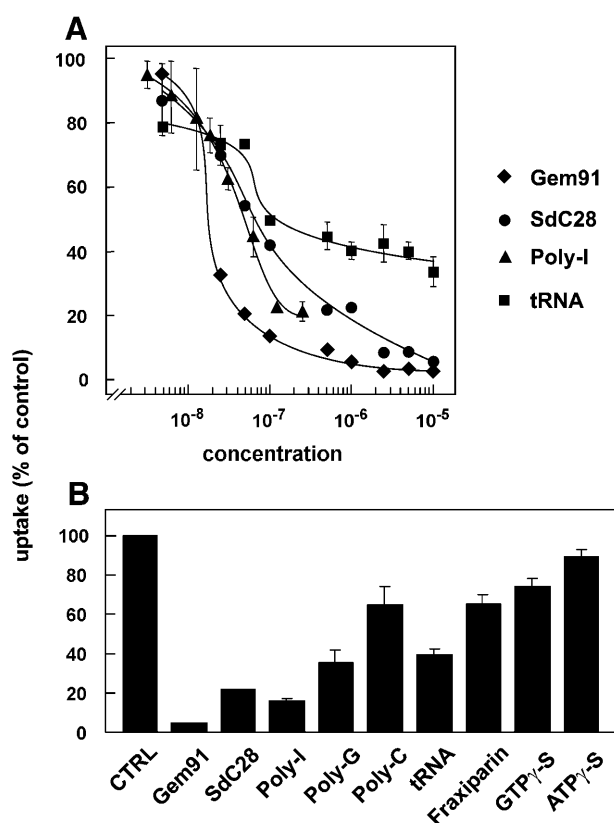 A
100
80
60
40
20
0
10⁻⁸ 10⁻⁷ 10⁻⁶ 10⁻⁵
concentration
Gem91
SdC28
Poly-I
tRNA
uptake (% of control)
B
100
80
60
40
20
0
CTRL Gem91 SdC28 Poly-I Poly-G Poly-C tRNA Fraxiparin GTPγ-S ATPγ-S